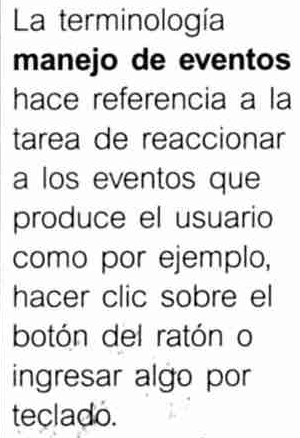 La terminología
manejo de eventos
hace referencia a la
tarea de reaccionar
a los eventos que
produce el usuario
como por ejemplo,
hacer clic sobre el
botón del ratón o
ingresar algo por
teclado.